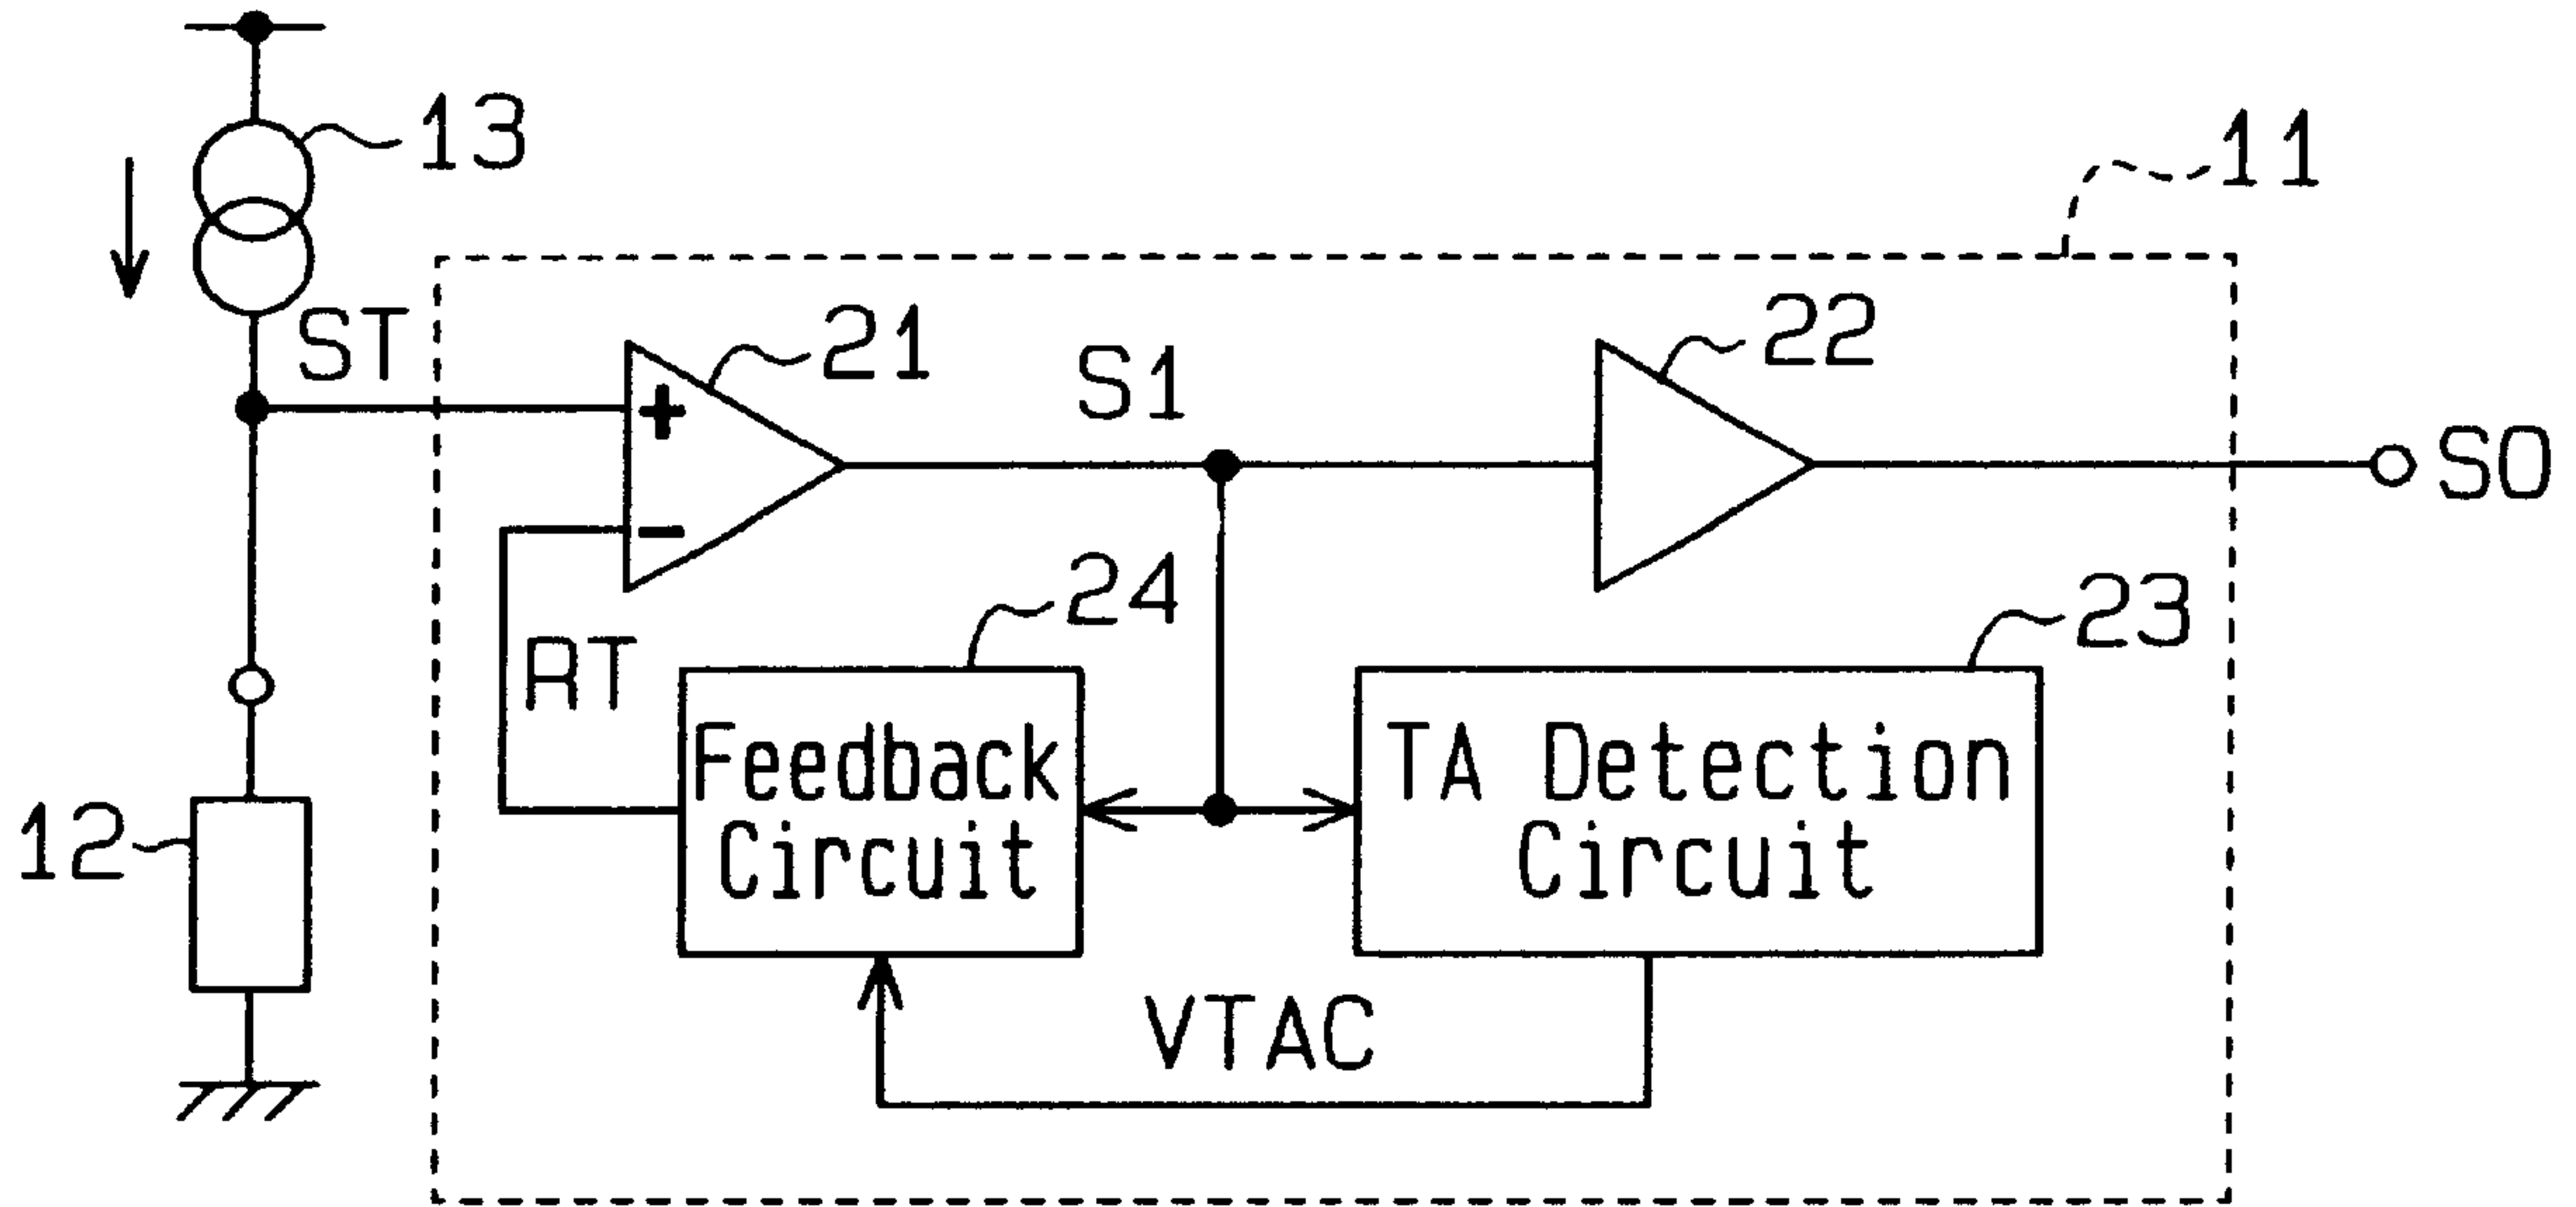 13
11
ST
21
S1
22
SO
+
−
24
23
RT
Feedback
Circuit
TA Detection
Circuit
12
VTAC